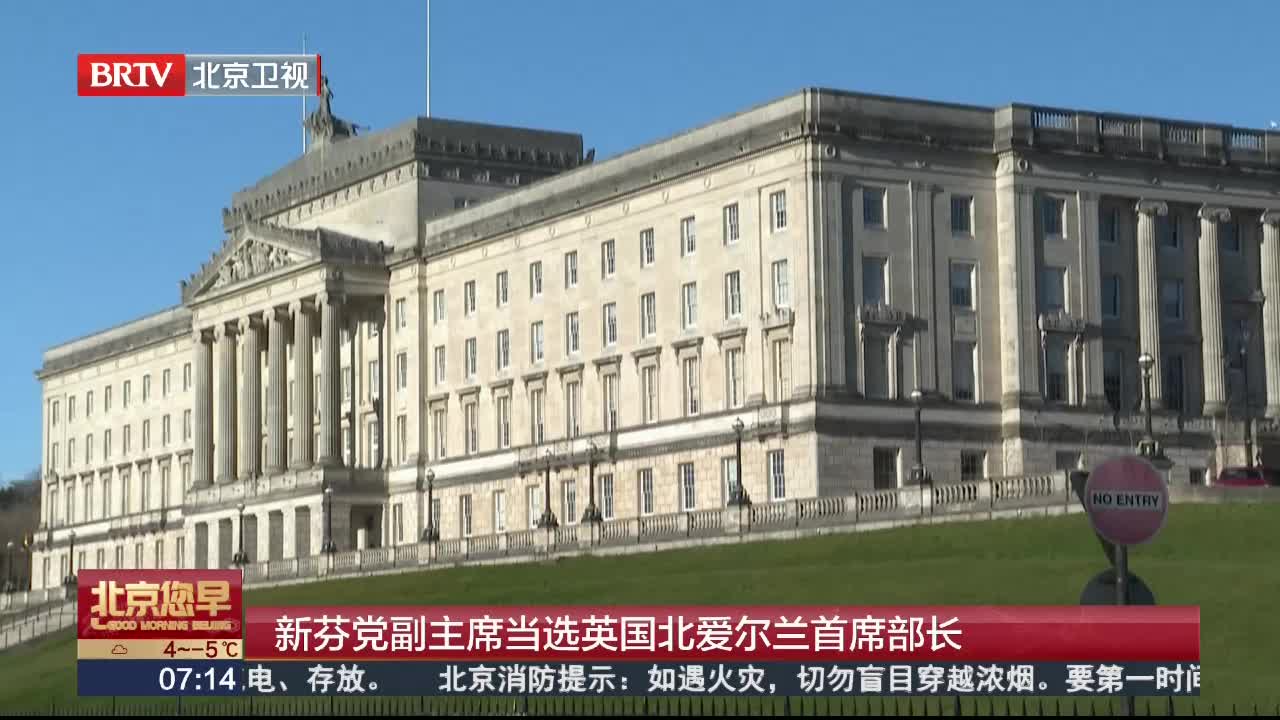 BRTV 北京卫视
NO ENTRY
北京您早
GOOD MORNING BEIJING
新芬党副主席当选英国北爱尔兰首席部长
4~-5℃
07:14 电、存放。 北京消防提示：如遇火灾，切勿盲目穿越浓烟。要第一时间